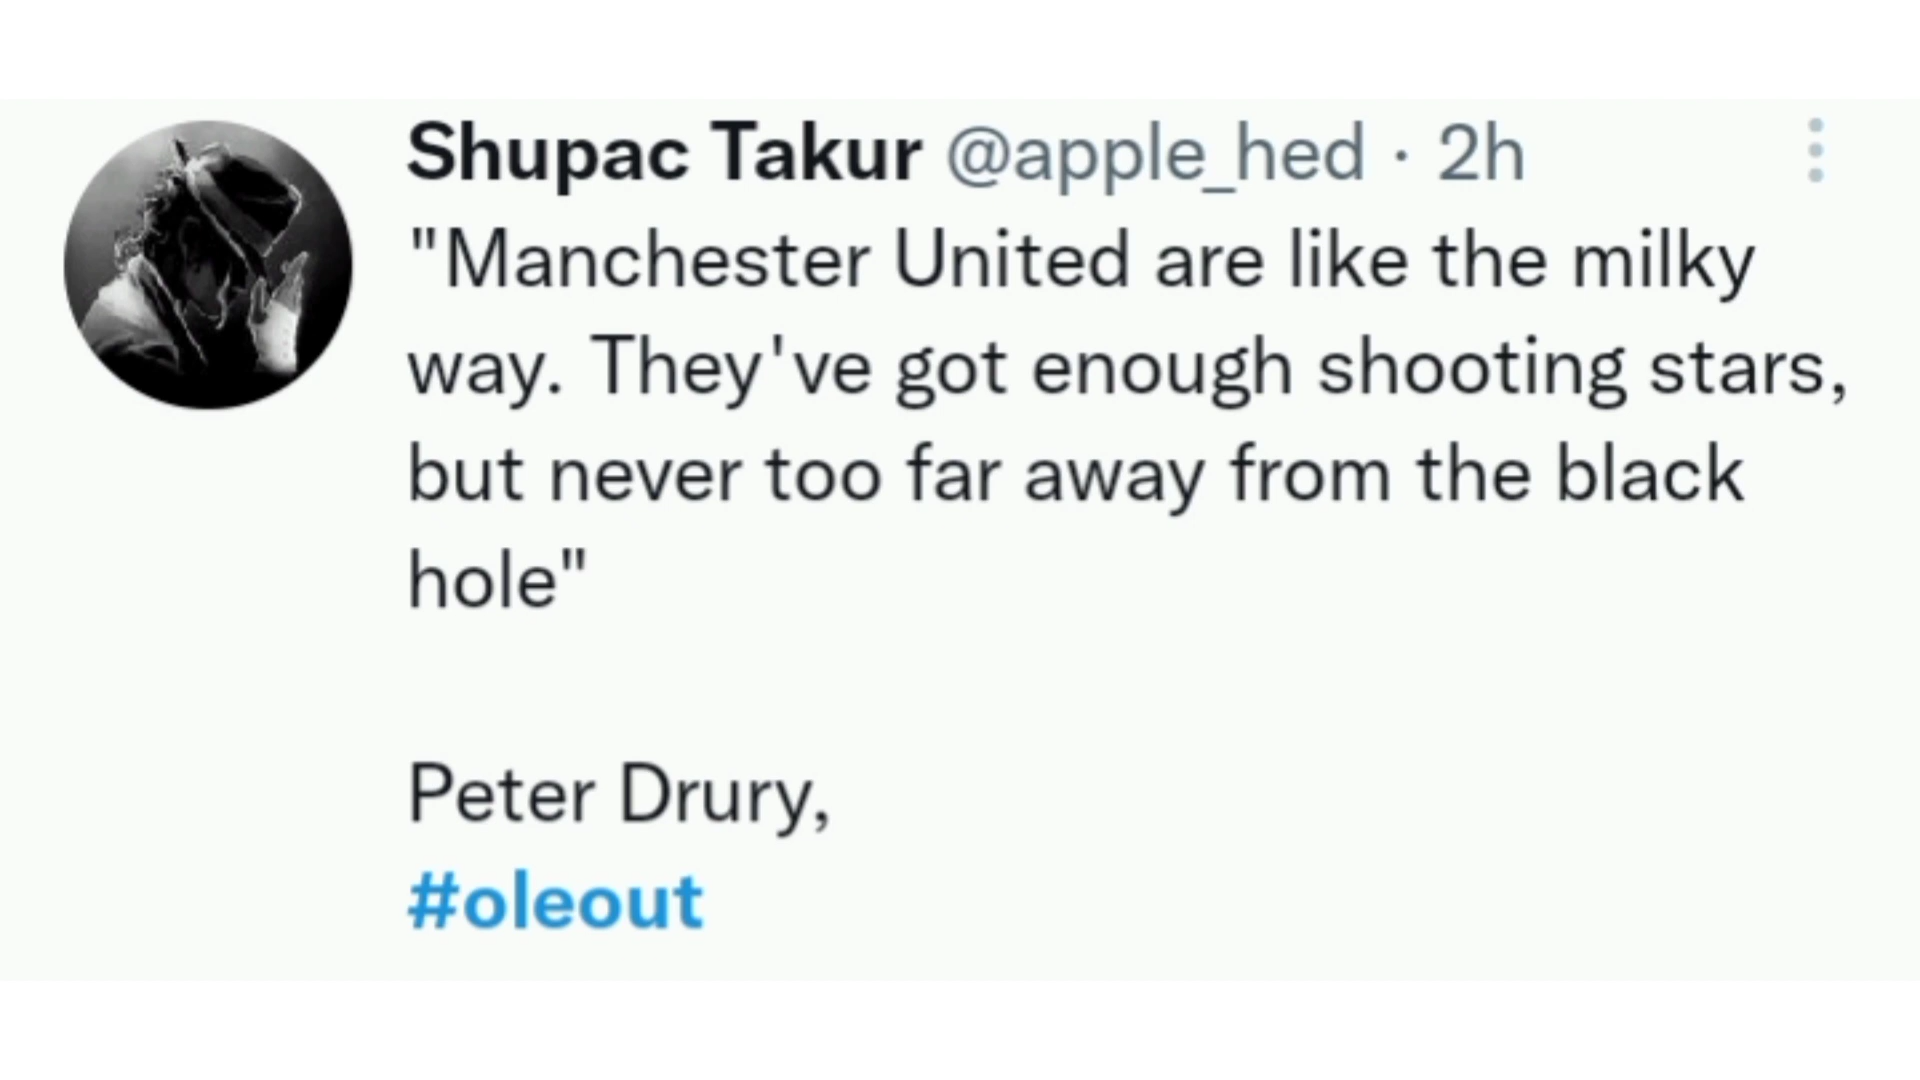 Shupac Takur @apple_hed · 2h
"Manchester United are like the milky
way. They've got enough shooting stars,
but never too far away from the black
hole"
Peter Drury,
#oleout